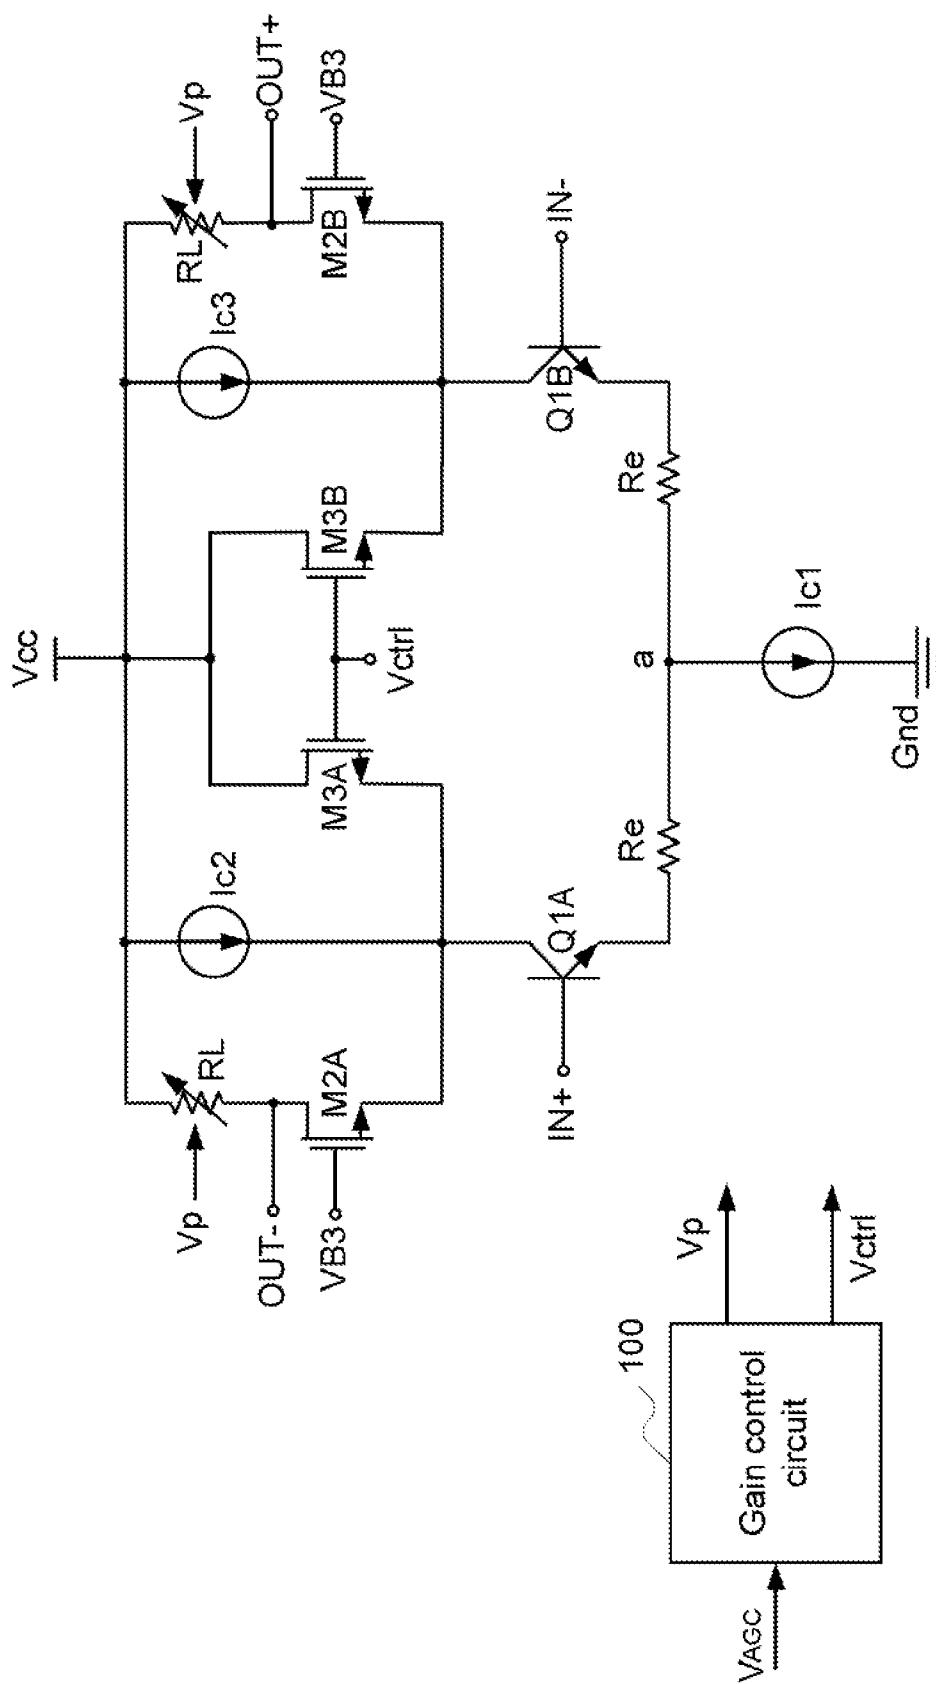 Vcc
Vp
RL
Ic2
Ic3
RL
Vp
OUT-
OUT+
VB3
M2A
M3A
M3B
M2B
VB3
Vctrl
IN+
Q1A
Q1B
IN-
Re
a
Re
Ic1
Gnd
100
VAGC
Gain control
circuit
Vp
Vctrl